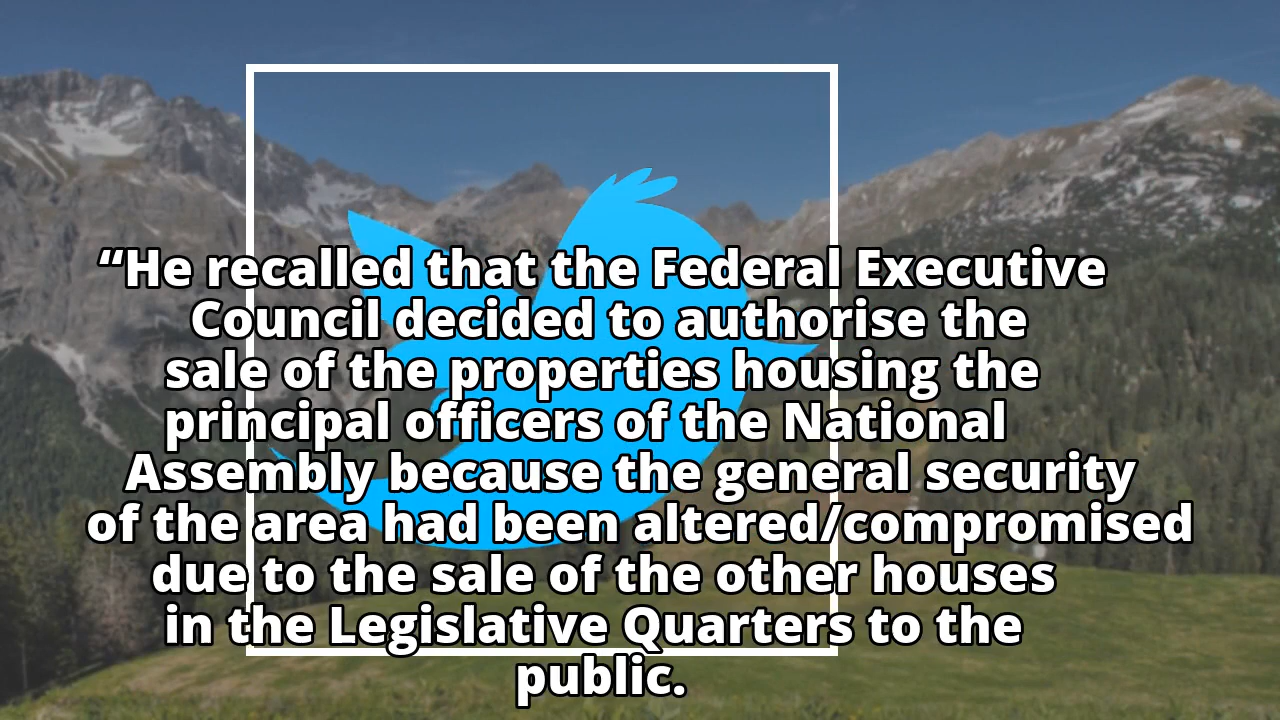 “He recalled that the Federal Executive
Council decided to authorise the
sale of the properties housing the
principal officers of the National
Assembly because the general security
of the area had been altered/compromised
due to the sale of the other houses
in the Legislative Quarters to the
public.